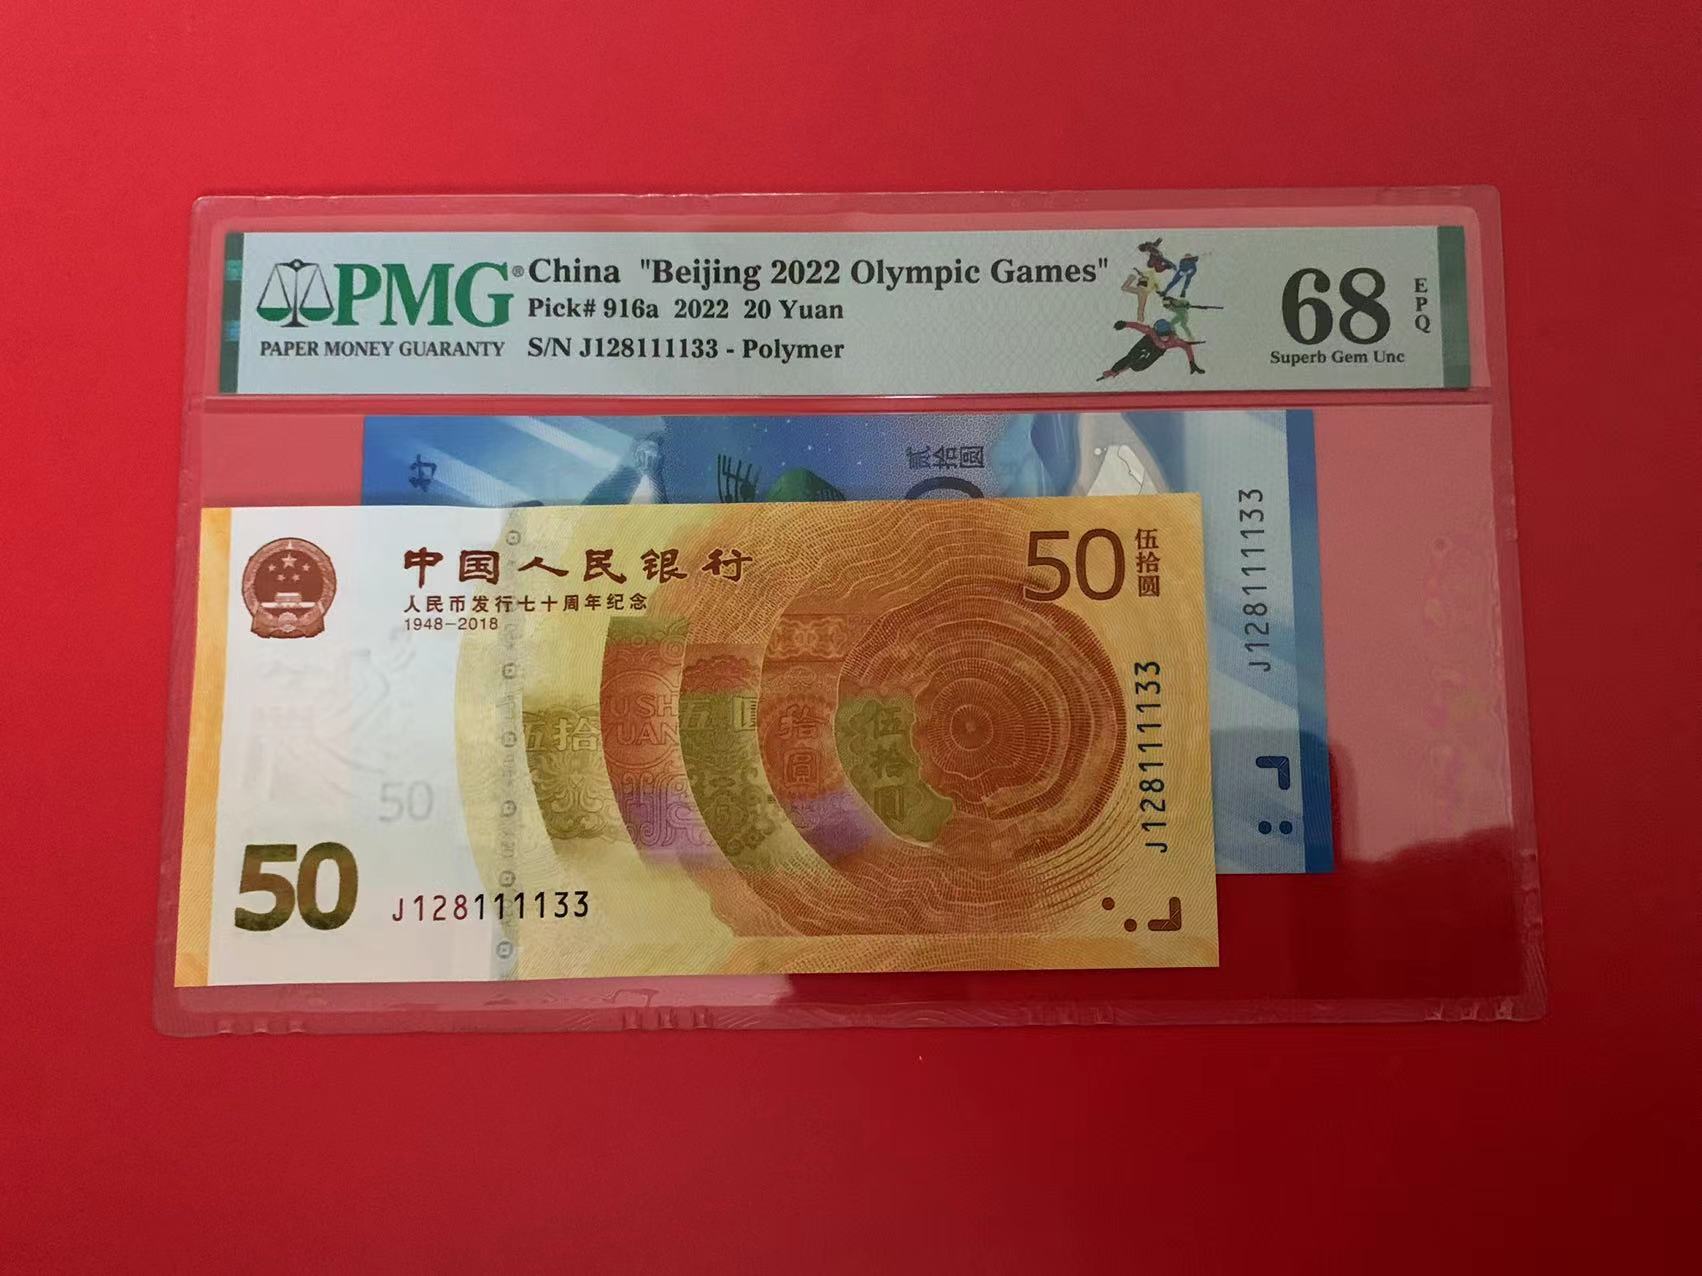 PMG®
PAPER MONEY GUARANTY
China "Beijing 2022 Olympic Games"
Pick# 916a 2022 20 Yuan
S/N J128111133 - Polymer
68
EPQ
Superb Gem Unc
贰拾圆
J128111133
中国人民银行
人民币发行七十周年纪念
1948-2018
50
伍拾圆
伍拾圆
50
50
J128111133
J128111133